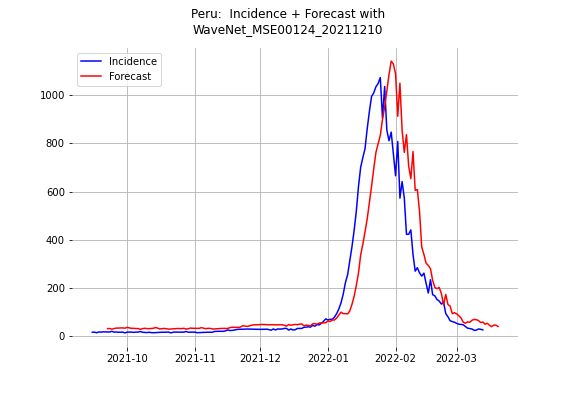 Peru:  Incidence + Forecast with
WaveNet_MSE00124_20211210
Incidence
Forecast
1000
800
600
400
200
0
2021-10 2021-11 2021-12 2022-01 2022-02 2022-03